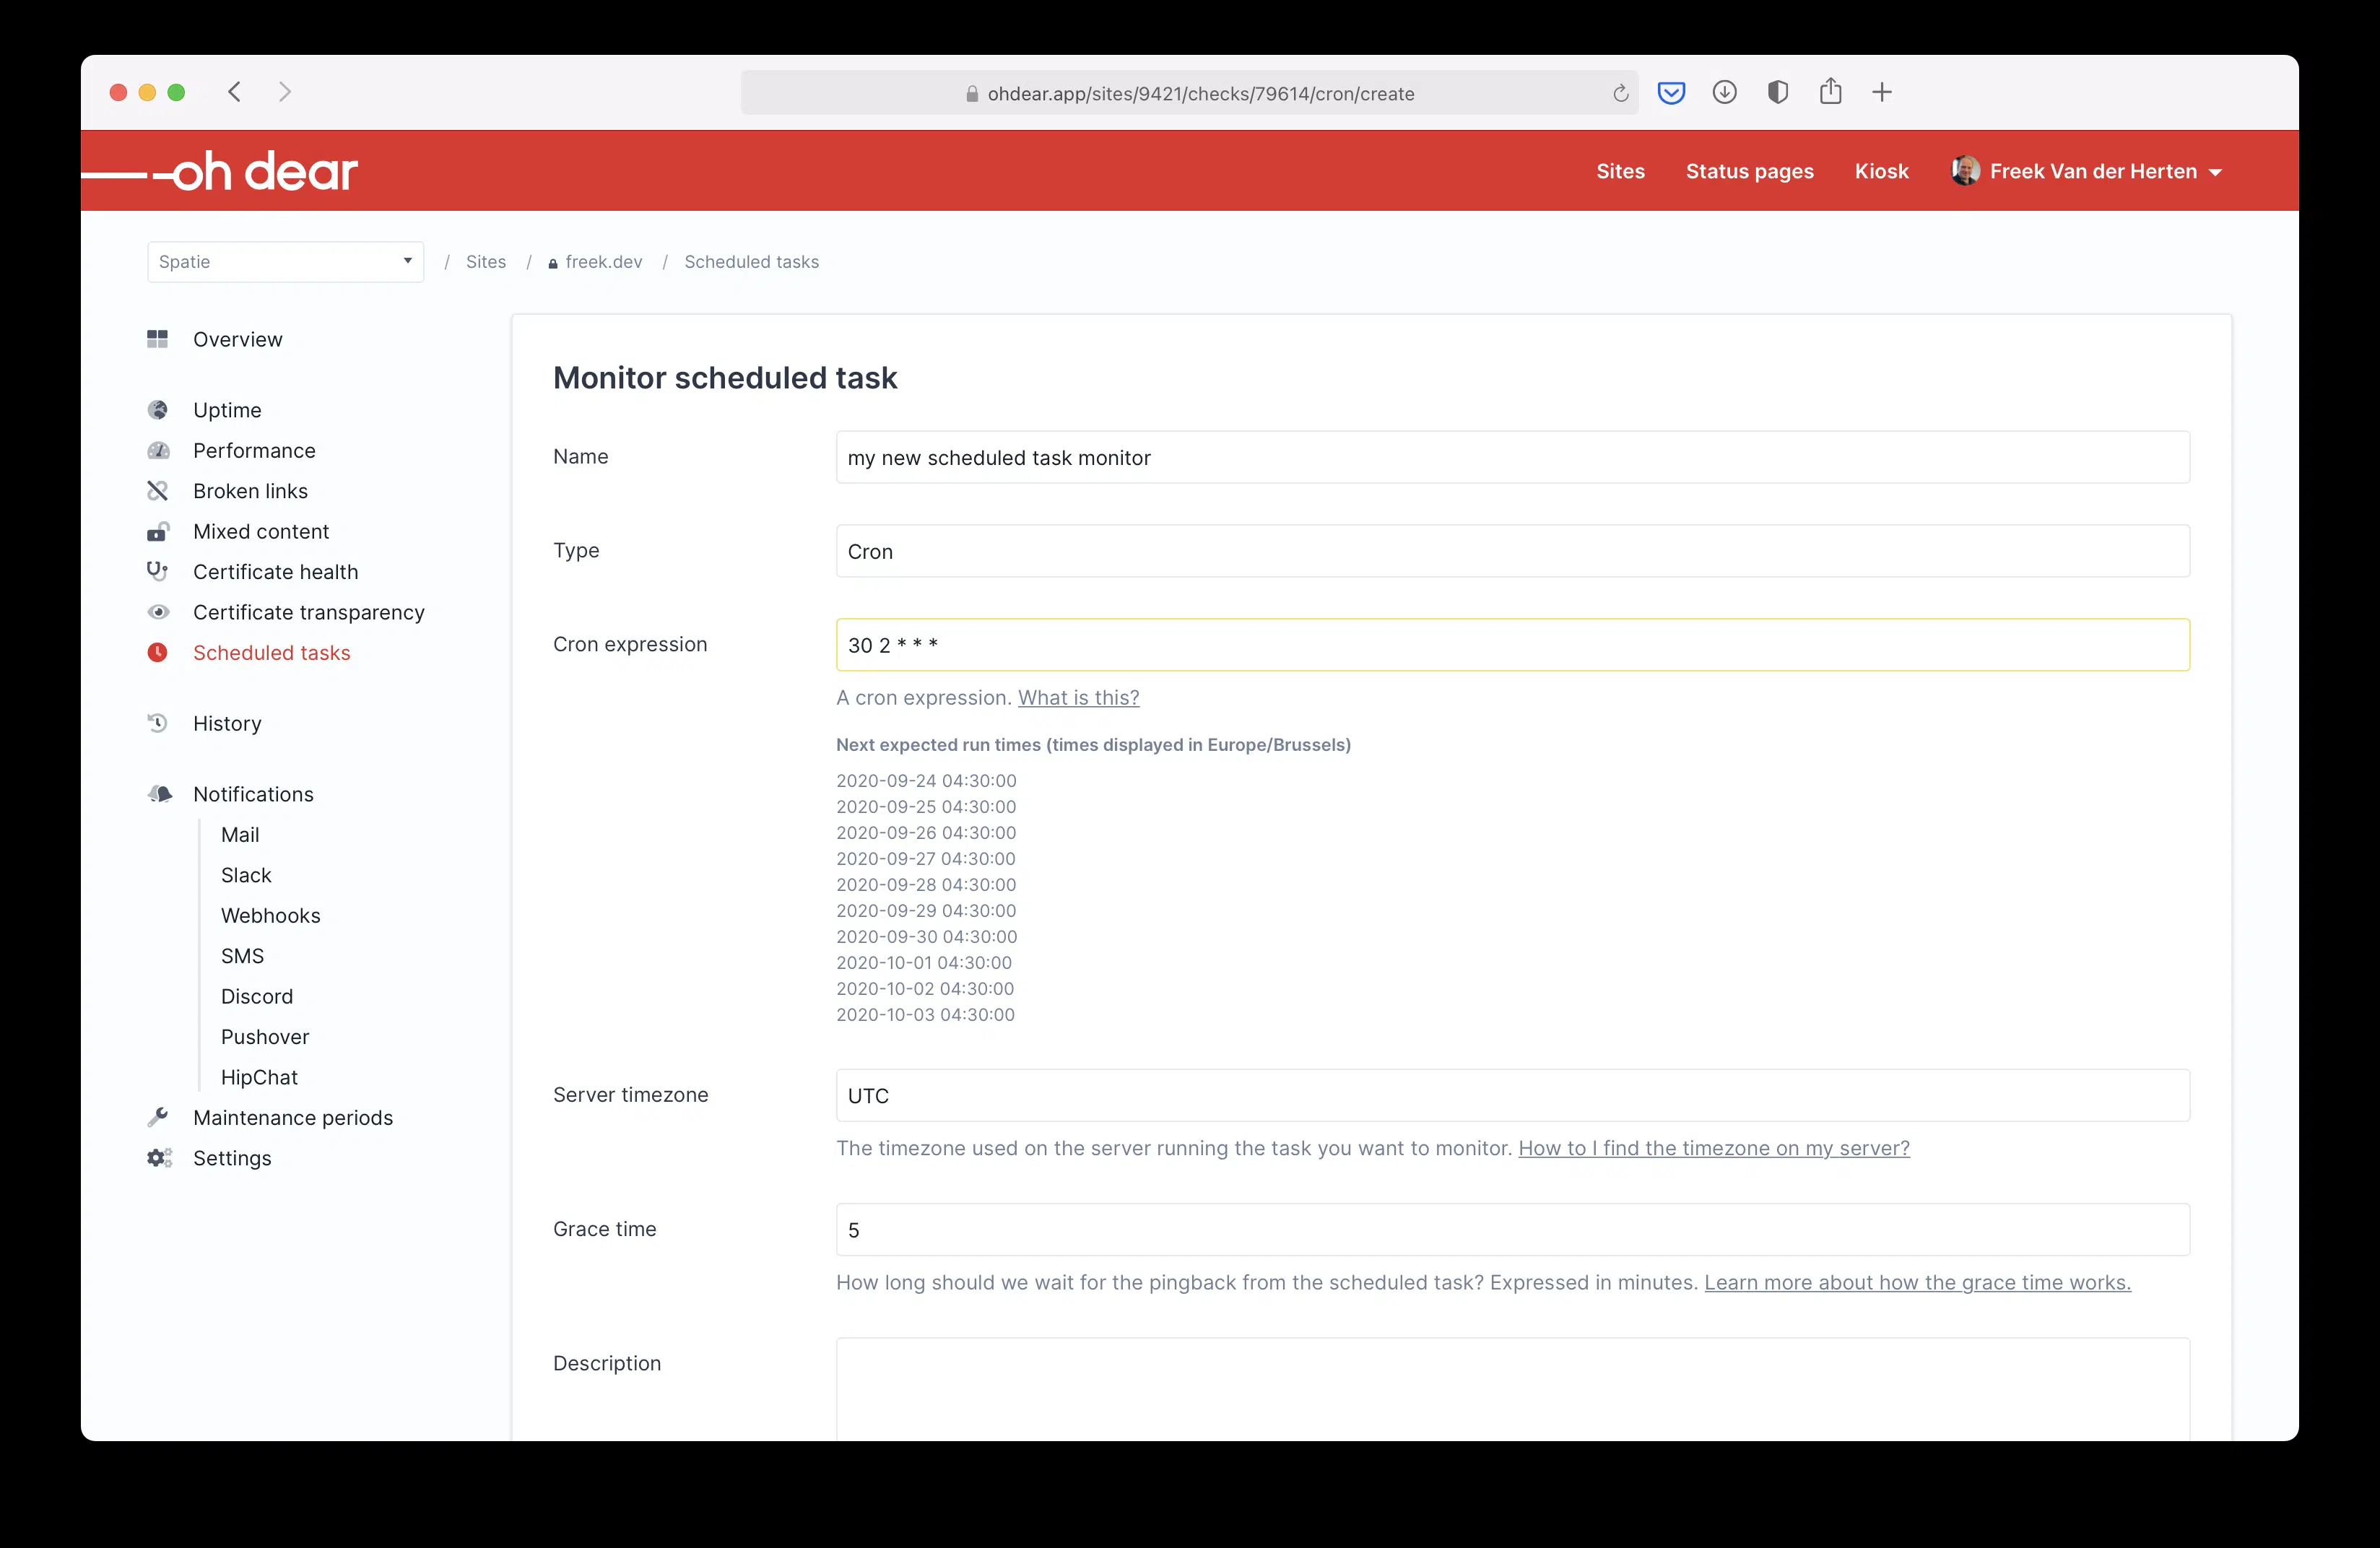 ohdear.app/sites/9421/checks/79614/cron/create
oh dear
Sites Status pages Kiosk Freek Van der Herten
Spatie / Sites / freek.dev / Scheduled tasks
Overview
Uptime
Performance
Broken links
Mixed content
Certificate health
Certificate transparency
Scheduled tasks
History
Notifications
Mail
Slack
Webhooks
SMS
Discord
Pushover
HipChat
Maintenance periods
Settings
Monitor scheduled task
Name
my new scheduled task monitor
Type
Cron
Cron expression
30 2 * * *
A cron expression. What is this?
Next expected run times (times displayed in Europe/Brussels)
2020-09-24 04:30:00
2020-09-25 04:30:00
2020-09-26 04:30:00
2020-09-27 04:30:00
2020-09-28 04:30:00
2020-09-29 04:30:00
2020-09-30 04:30:00
2020-10-01 04:30:00
2020-10-02 04:30:00
2020-10-03 04:30:00
Server timezone
UTC
The timezone used on the server running the task you want to monitor. How to I find the timezone on my server?
Grace time
5
How long should we wait for the pingback from the scheduled task? Expressed in minutes. Learn more about how the grace time works.
Description